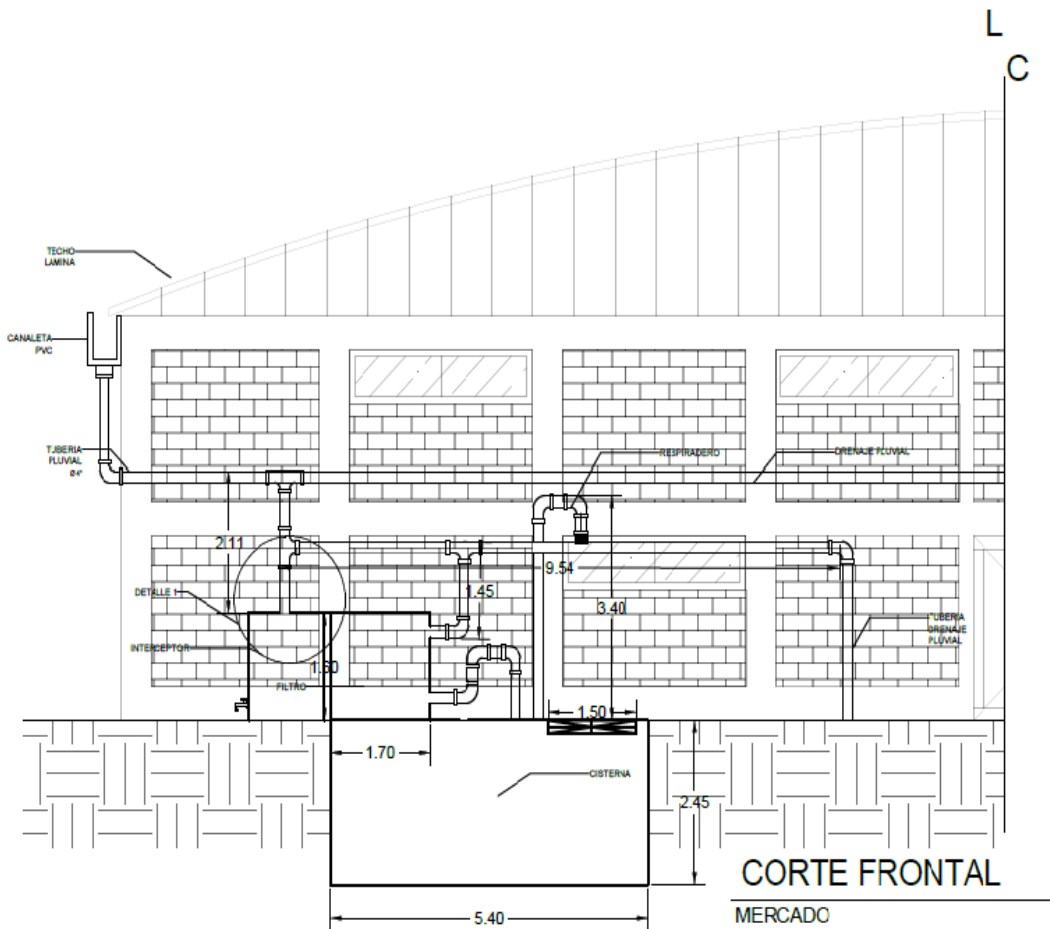 L
C
TECHO
LAMINA
CANALETA
PVC
TUBERIA
PLUVIAL
Ø4"
RESPIRADERO
DRENAJE PLUVIAL
2.11
9.54
DETALLE 1
1.45
3.40
TUBERIA
DRENAJE
PLUVIAL
INTERCEPTOR
1.60
FILTRO
1.50
1.70
CISTERNA
2.45
CORTE FRONTAL
5.40
MERCADO